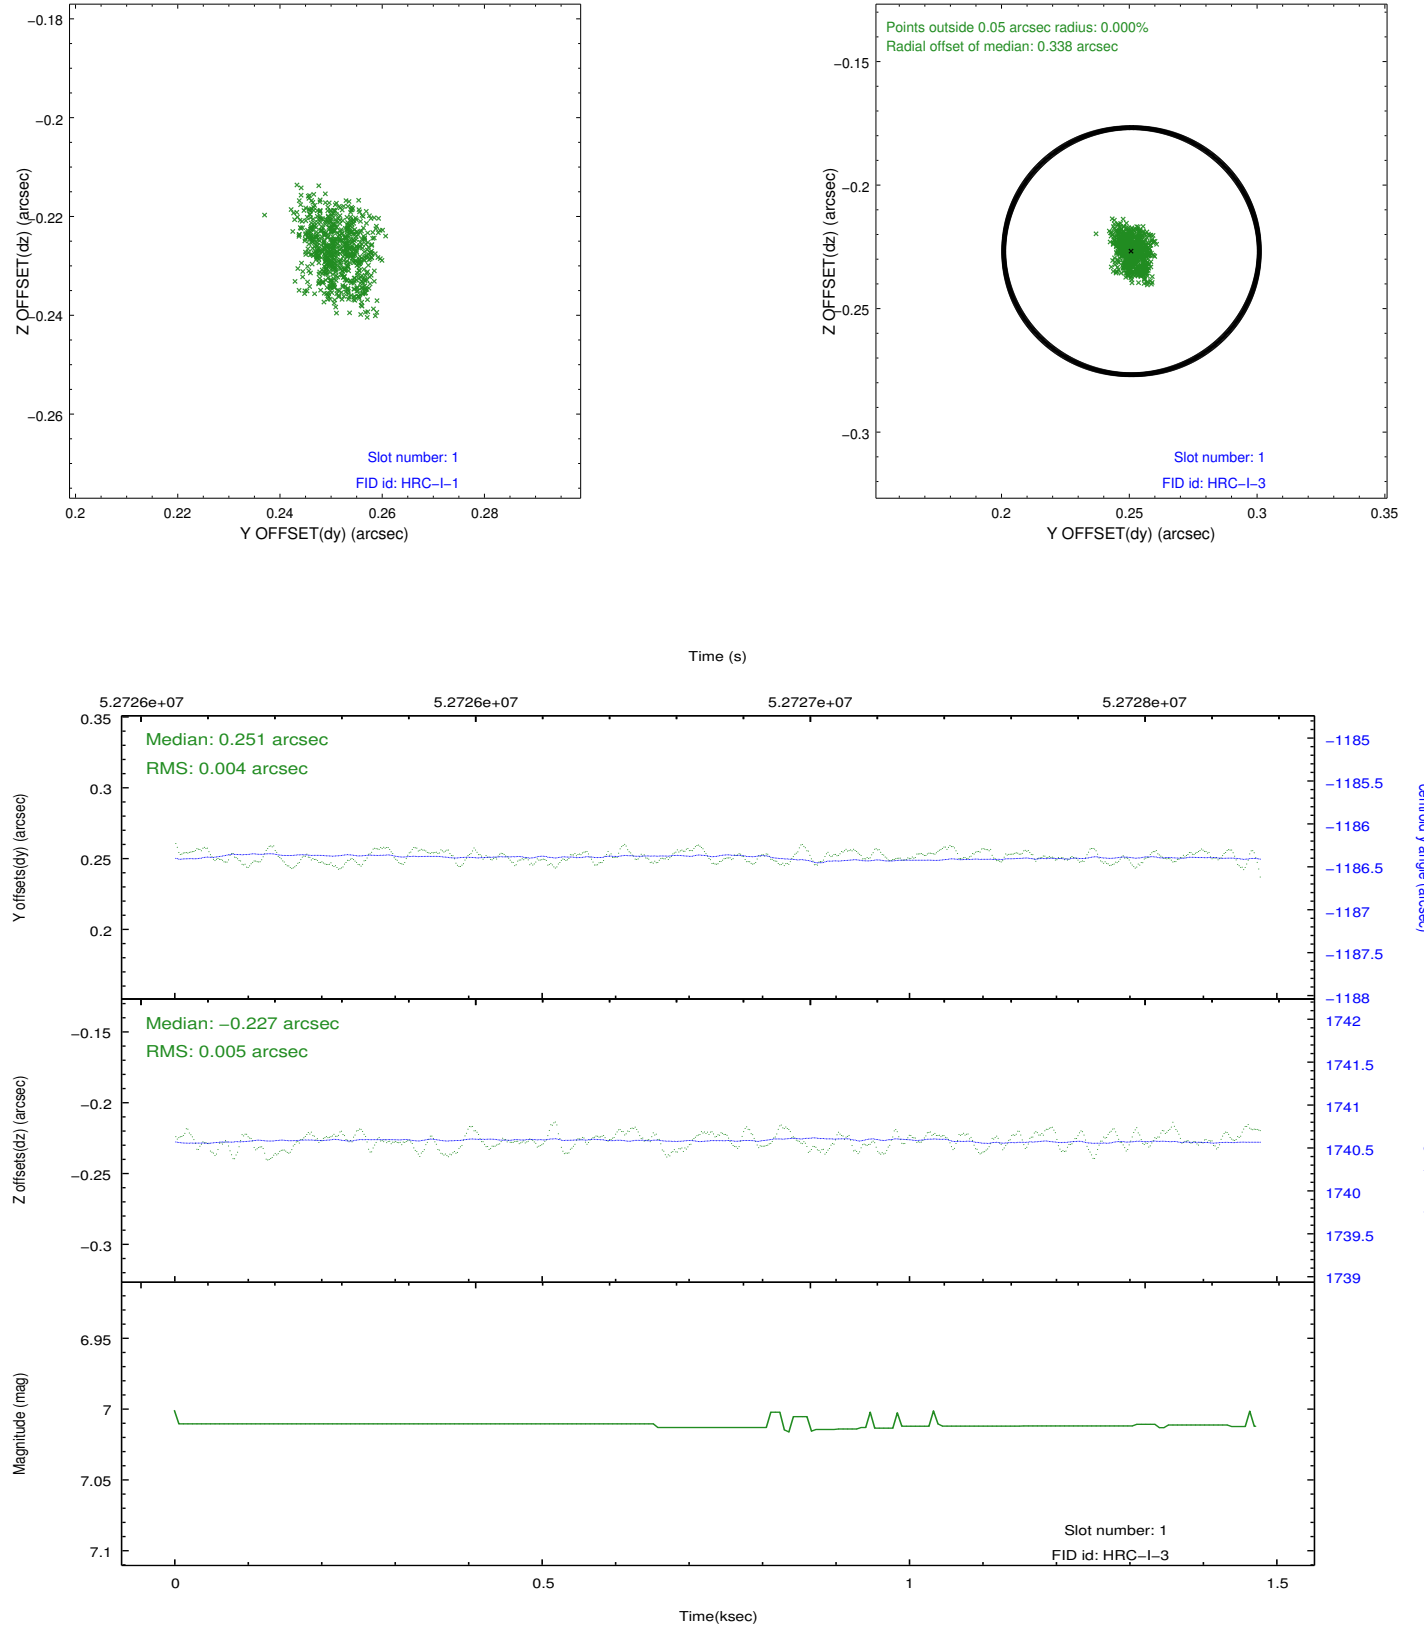 −0.18
−0.2
−0.22
−0.24
−0.26
Z OFFSET(dz) (arcsec)
Slot number: 1
FID id: HRC−I−1
0.2 0.22 0.24 0.26 0.28
Y OFFSET(dy) (arcsec)
Points outside 0.05 arcsec radius: 0.000%
Radial offset of median: 0.338 arcsec
−0.15
−0.2
−0.25
−0.3
Z OFFSET(dz) (arcsec)
Slot number: 1
FID id: HRC−I−3
0.2 0.25 0.3 0.35
Y OFFSET(dy) (arcsec)
Time (s)
5.2726e+07 5.2726e+07 5.2727e+07 5.2728e+07
Median: 0.251 arcsec
RMS: 0.004 arcsec
0.35
0.3
0.25
0.2
Y offsets(dy) (arcsec)
−1185
−1185.5
−1186
−1186.5
−1187
−1187.5
−1188
centroid y angle (arcsec)
Median: −0.227 arcsec
RMS: 0.005 arcsec
−0.15
−0.2
−0.25
−0.3
Z offsets(dz) (arcsec)
1742
1741.5
1741
1740.5
1740
1739.5
1739
6.95
7
7.05
7.1
Magnitude (mag)
Slot number: 1
FID id: HRC−I−3
0 0.5 1 1.5
Time(ksec)